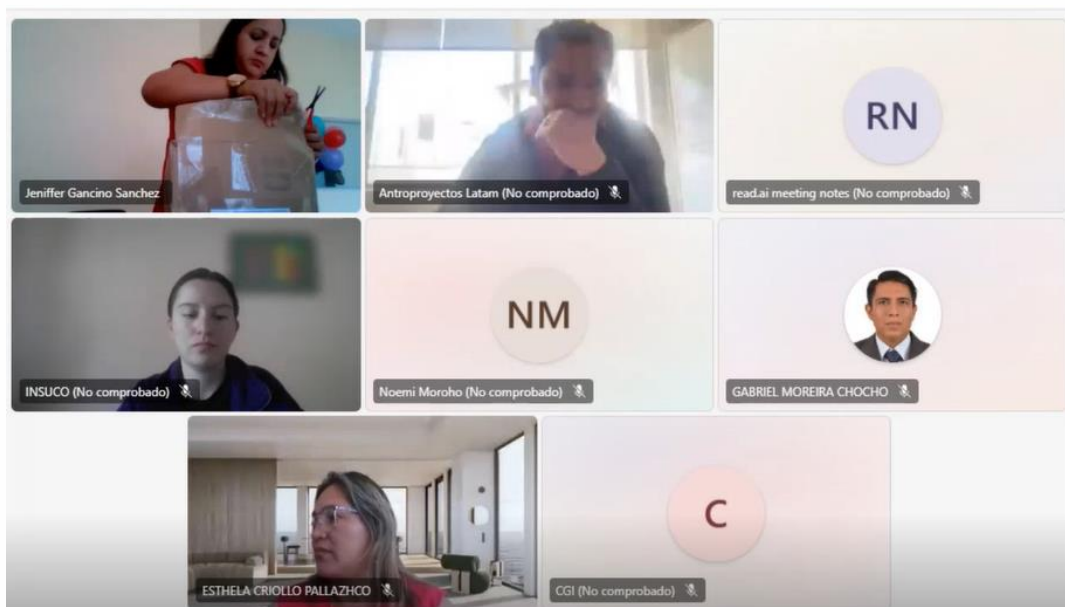 Jeniffer Gancino Sanchez
Antroproyectos Latam (No comprobado)
RN
read.ai meeting notes (No comprobado)
INSUCO (No comprobado)
NM
Noemi Moroho (No comprobado)
GABRIEL MOREIRA CHOCHO
ESTHELA CRIOLLO PALLAZHCO
C
CGI (No comprobado)